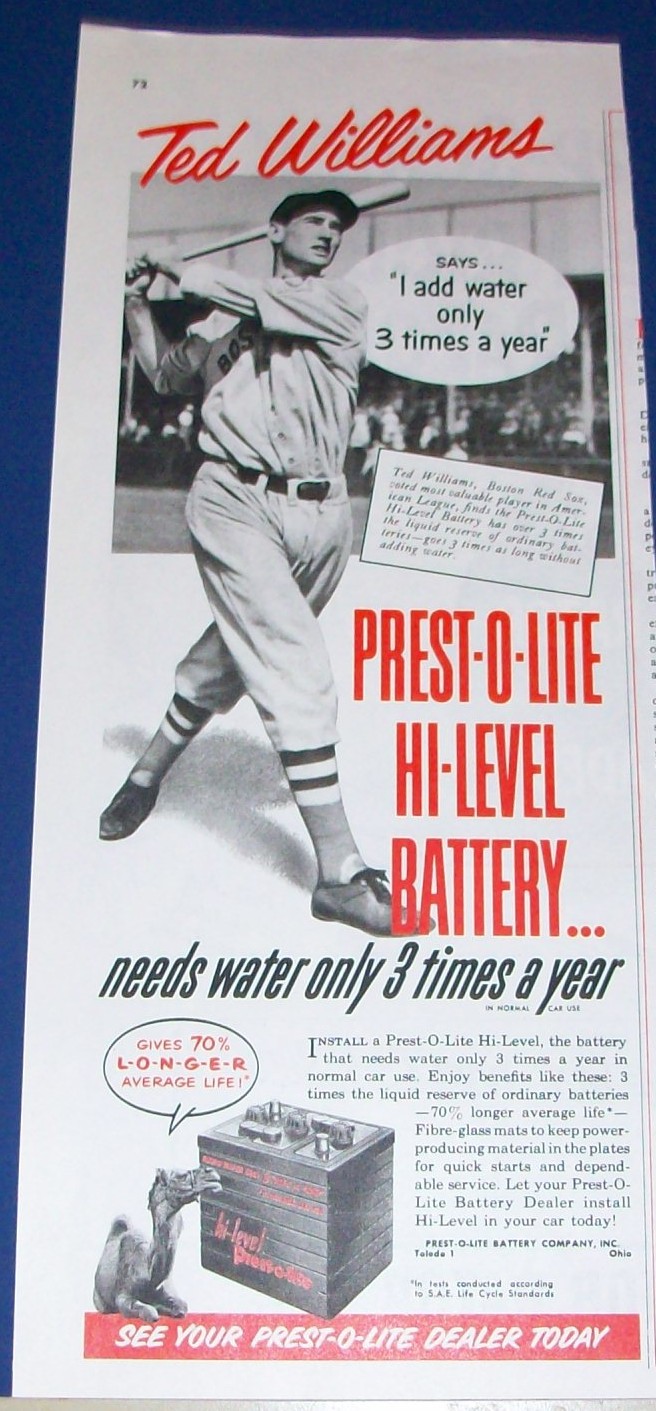 72
Ted Williams
SAYS...
"I add water
only
3 times a year"
BOS
Ted Williams, Boston Red Sox,
voted most valuable player in Amer-
ican League, finds the Prest-O-Lite
Hi-Level Battery has over 3 times
the liquid reserve of ordinary bat-
teries—goes 3 times as long without
adding water.
PREST-O-LITE
HI-LEVEL
BATTERY...
needs water only 3 times a year
IN NORMAL CAR USE
GIVES 70%
L-O-N-G-E-R
AVERAGE LIFE!*
INSTALL a Prest-O-Lite Hi-Level, the battery
that needs water only 3 times a year in
normal car use. Enjoy benefits like these: 3
times the liquid reserve of ordinary batteries
—70% longer average life*—
Fibre-glass mats to keep power-
producing material in the plates
for quick starts and depend-
able service. Let your Prest-O-
Lite Battery Dealer install
Hi-Level in your car today!
PREST-O-LITE BATTERY COMPANY, INC.
Toledo 1 Ohio
hi-level
prest-o-lite
*In tests conducted according
to S.A.E. Life Cycle Standards
SEE YOUR PREST-O-LITE DEALER TODAY